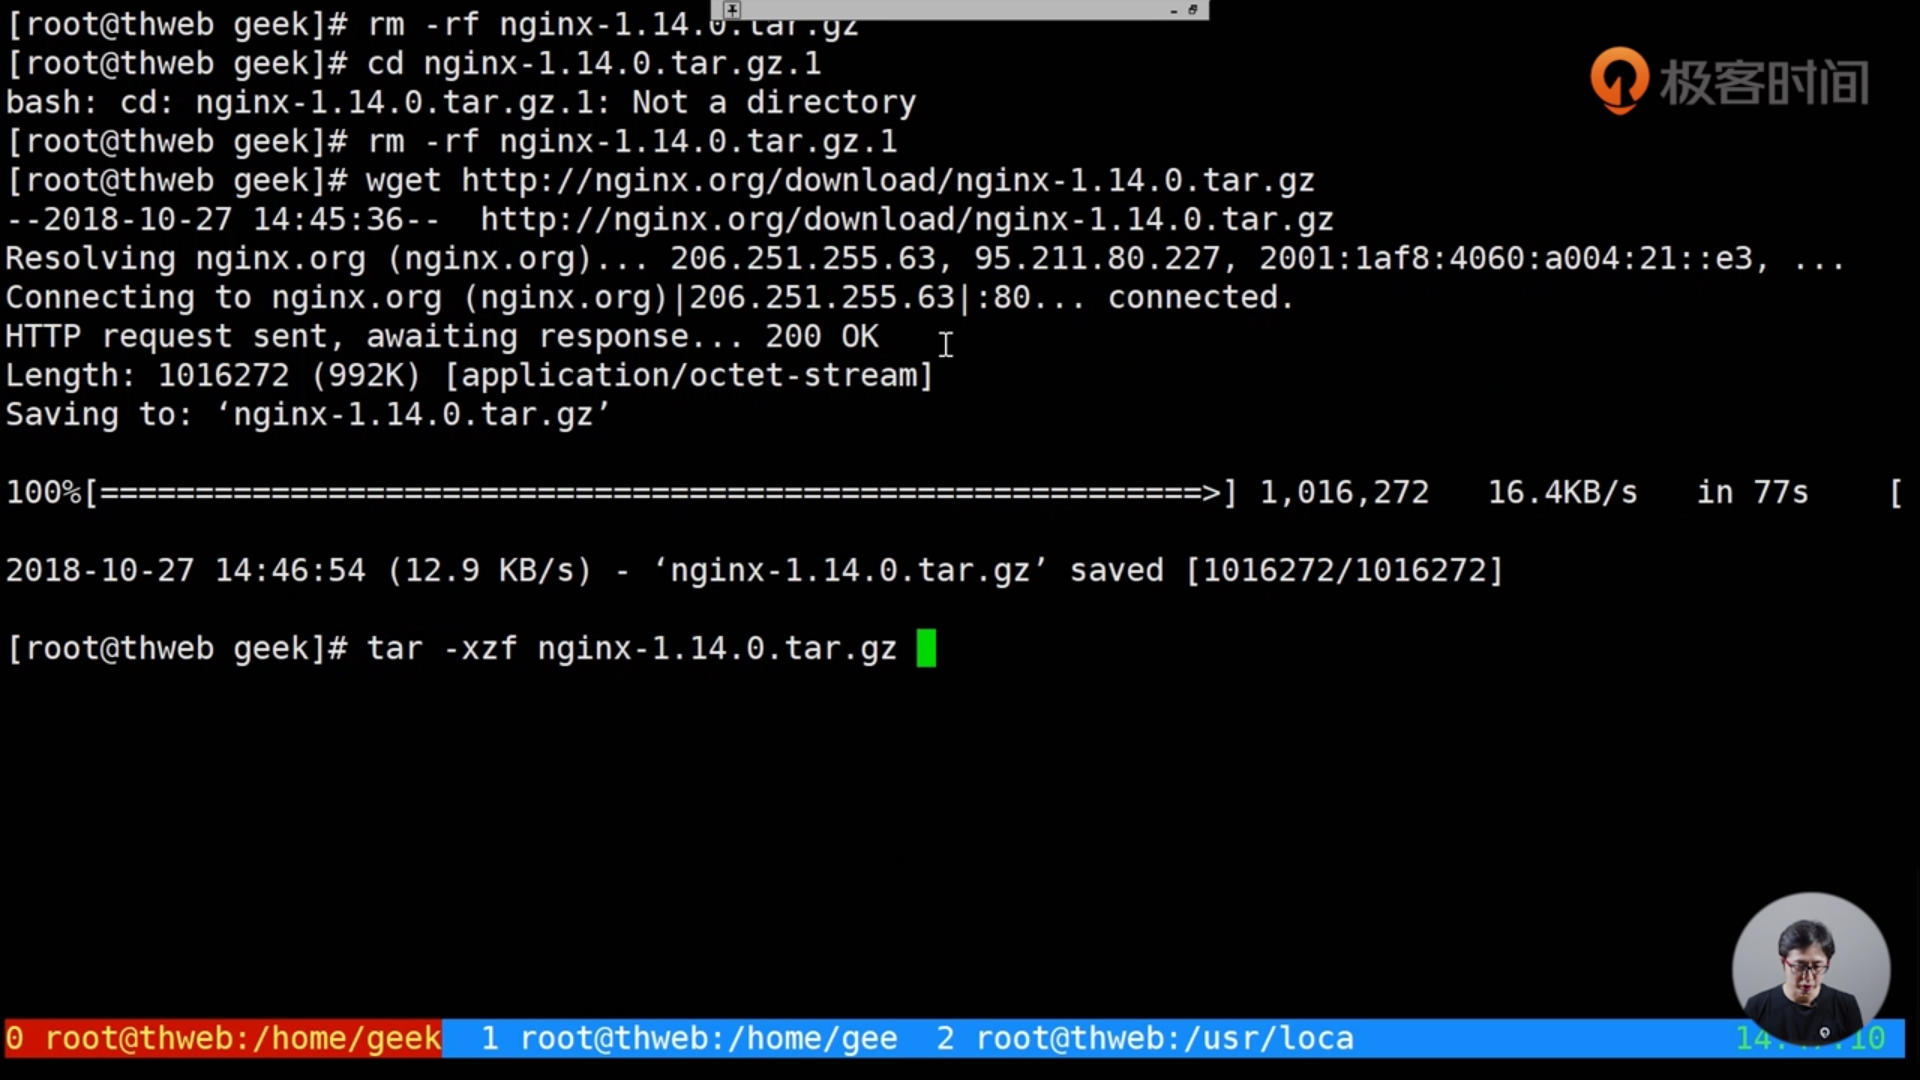 [root@thweb geek]# rm -rf nginx-1.14.0.tar.gz
[root@thweb geek]# cd nginx-1.14.0.tar.gz.1
bash: cd: nginx-1.14.0.tar.gz.1: Not a directory
[root@thweb geek]# rm -rf nginx-1.14.0.tar.gz.1
[root@thweb geek]# wget http://nginx.org/download/nginx-1.14.0.tar.gz
--2018-10-27 14:45:36--  http://nginx.org/download/nginx-1.14.0.tar.gz
Resolving nginx.org (nginx.org)... 206.251.255.63, 95.211.80.227, 2001:1af8:4060:a004:21::e3, ...
Connecting to nginx.org (nginx.org)|206.251.255.63|:80... connected.
HTTP request sent, awaiting response... 200 OK
Length: 1016272 (992K) [application/octet-stream]
Saving to: ‘nginx-1.14.0.tar.gz’
100%[==========================================================>] 1,016,272   16.4KB/s   in 77s    [
2018-10-27 14:46:54 (12.9 KB/s) - ‘nginx-1.14.0.tar.gz’ saved [1016272/1016272]
[root@thweb geek]# tar -xzf nginx-1.14.0.tar.gz
0 root@thweb:/home/geek  1 root@thweb:/home/gee  2 root@thweb:/usr/loca
极客时间